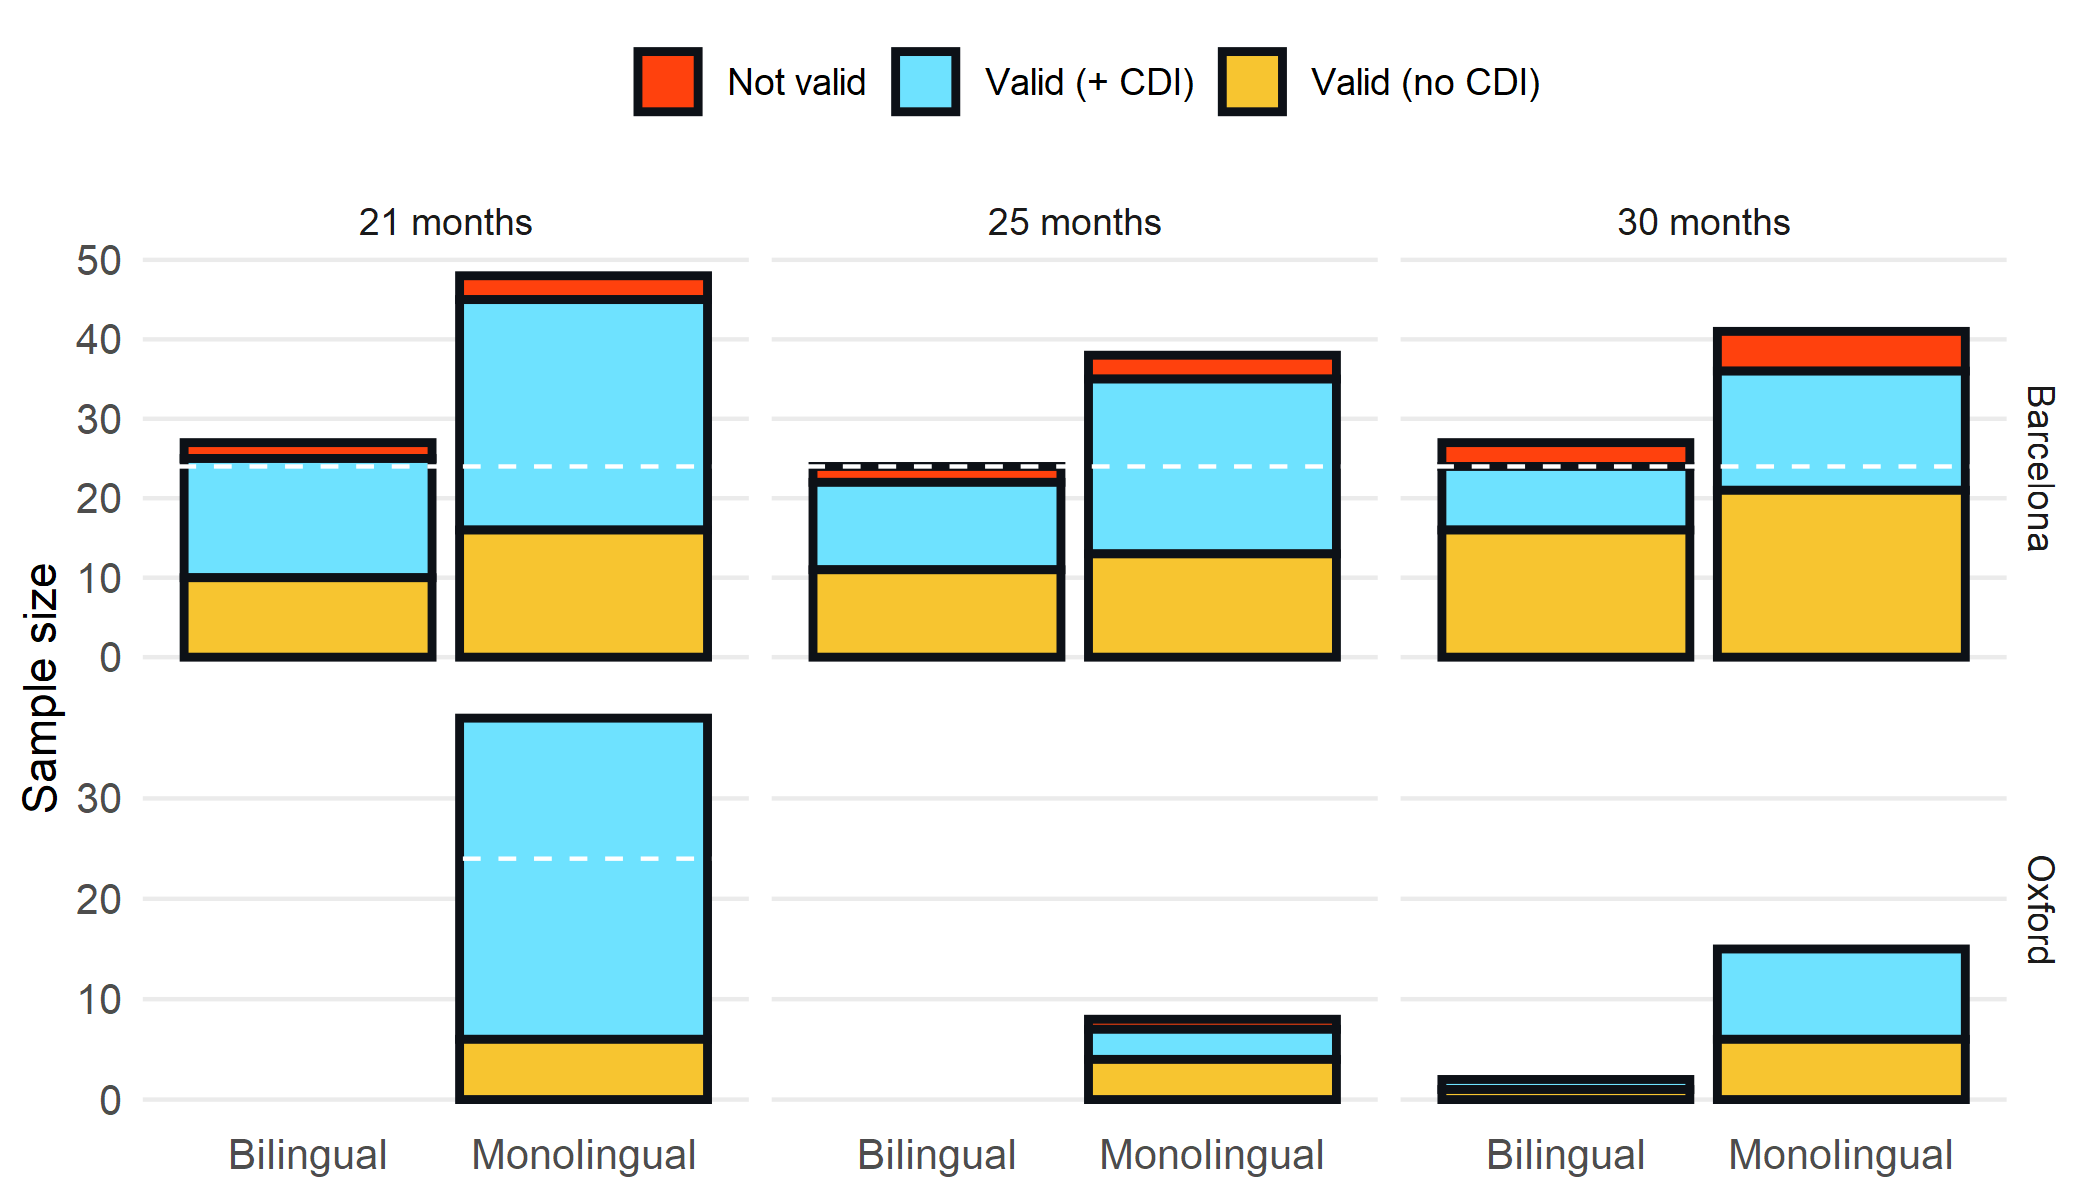 Not valid Valid (+ CDI) Valid (no CDI)
21 months 25 months 30 months
50
40
30
20
10
0
Barcelona
Sample size
30
20
10
0
Oxford
Bilingual Monolingual Bilingual Monolingual Bilingual Monolingual